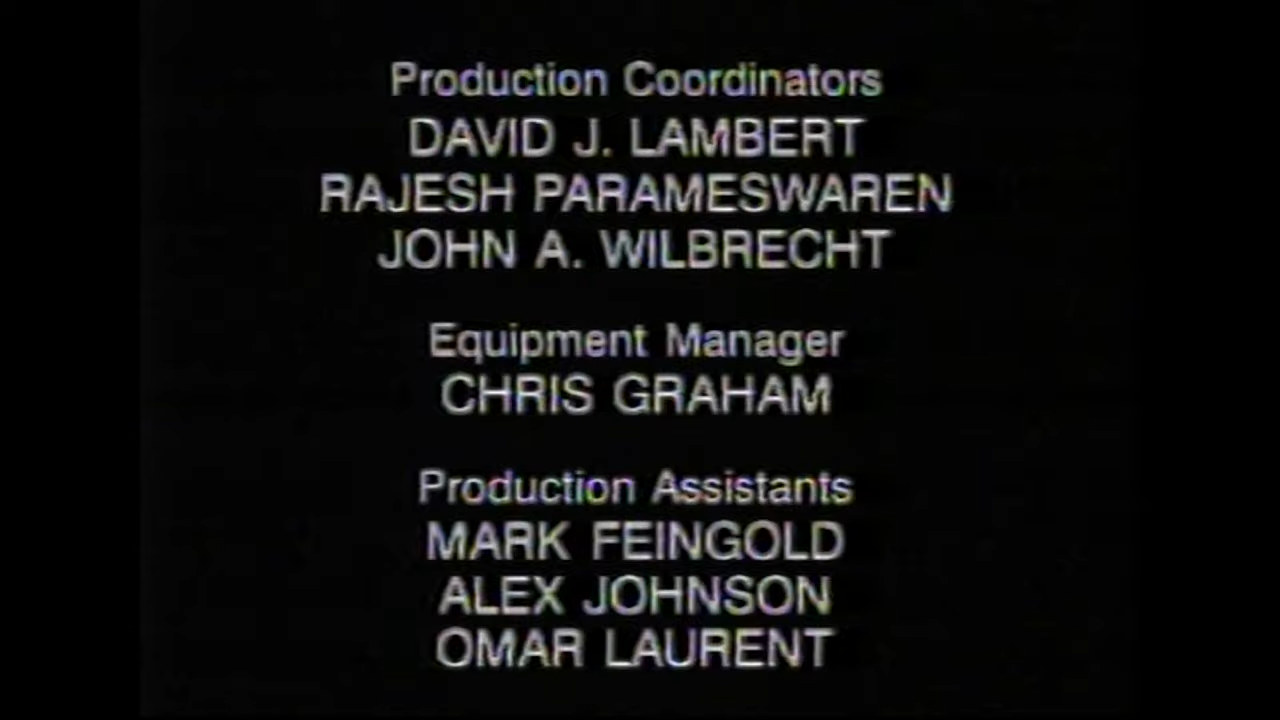 Production Coordinators
DAVID J. LAMBERT
RAJESH PARAMESWAREN
JOHN A. WILBRECHT
Equipment Manager
CHRIS GRAHAM
Production Assistants
MARK FEINGOLD
ALEX JOHNSON
OMAR LAURENT